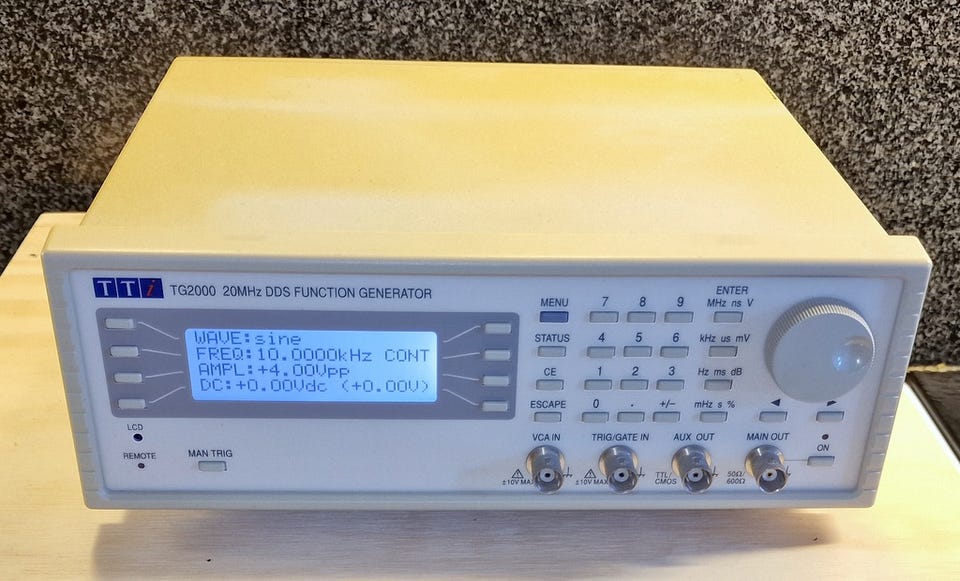 TTi TG2000 20MHz DDS FUNCTION GENERATOR
WAVE:sine
FREQ:10.0000kHz CONT
AMPL:+4.00Vpp
DC:+0.00Vdc (+0.00V)
LCD
REMOTE
MAN TRIG
ENTER
MENU 7 8 9 MHz ns V
STATUS 4 5 6 kHz us mV
CE 1 2 3 Hz ms dB
ESCAPE 0 . +/− mHz s %
VCA IN TRIG/GATE IN AUX OUT MAIN OUT ON
±10V MAX ±10V MAX TTL/CMOS 50Ω/600Ω